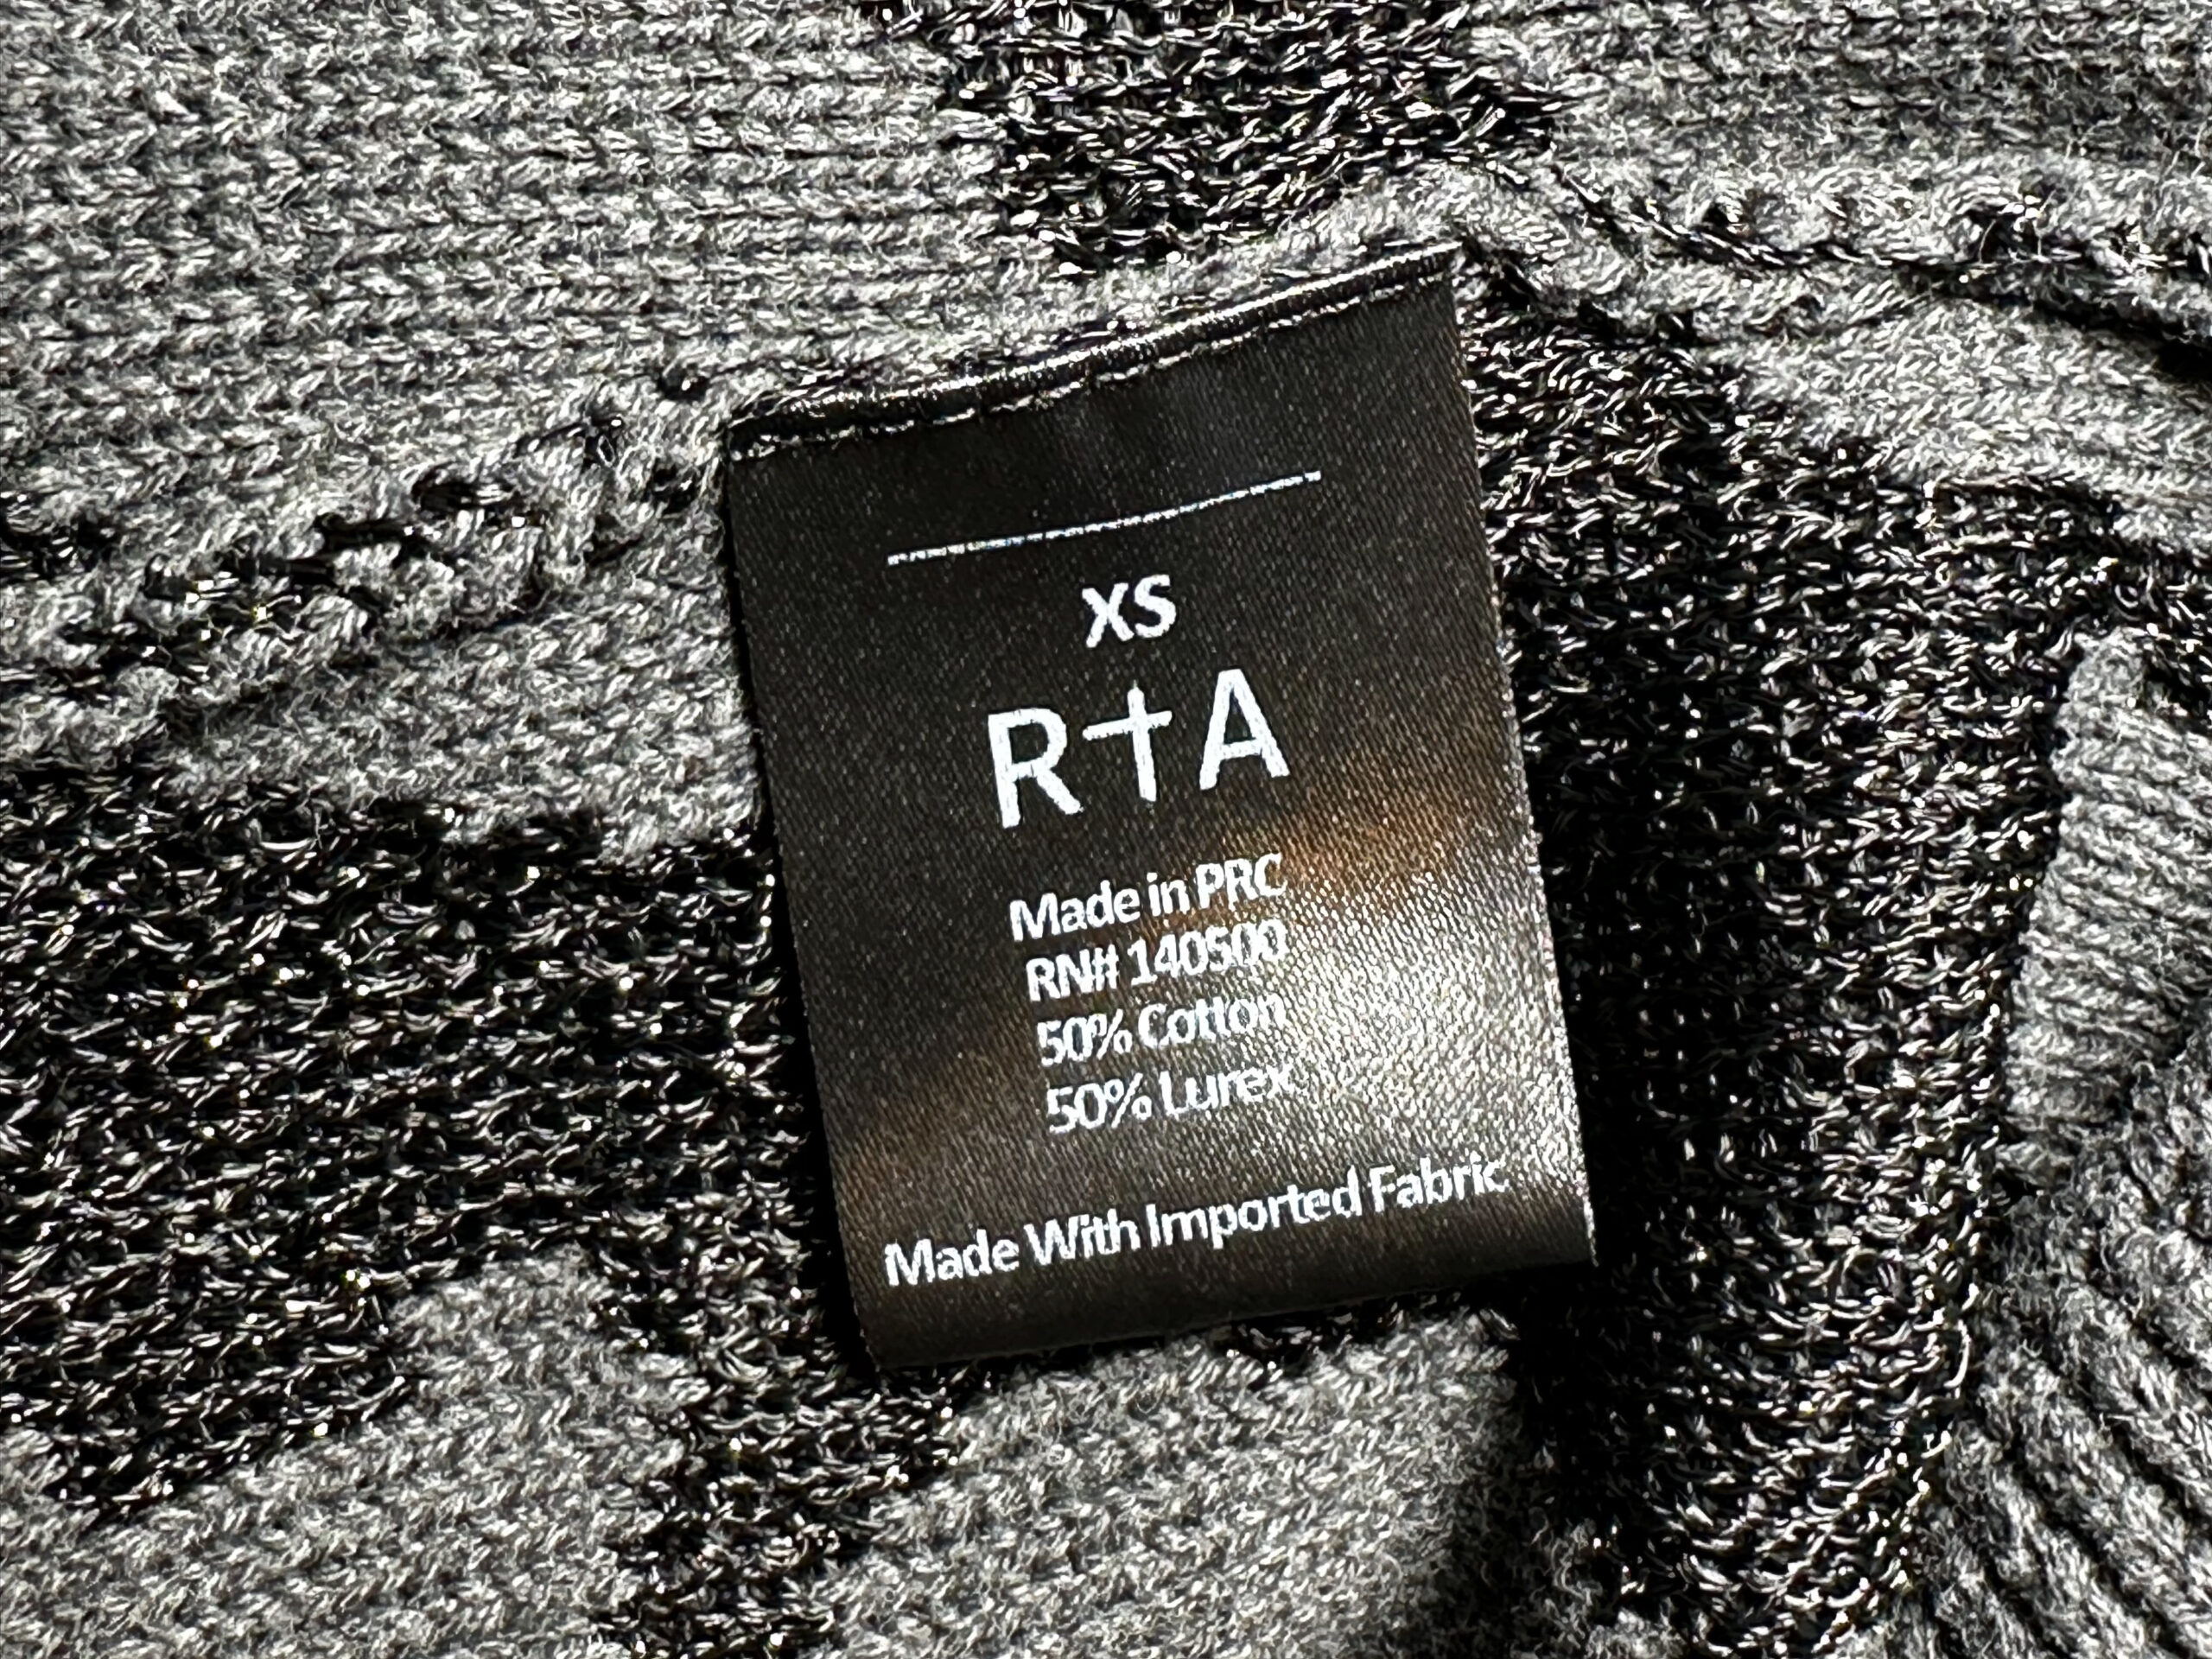 XS
R†A
Made in PRC
RN# 140500
50% Cotton
50% Lurex
Made With Imported Fabric